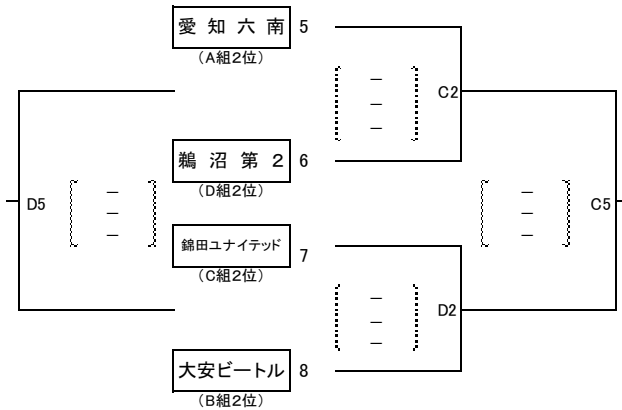 愛知六南 5
(A組2位)
C2
鵜沼第2 6
(D組2位)
D5
C5
錦田ユナイテッド 7
(C組2位)
D2
大安ビートル 8
(B組2位)